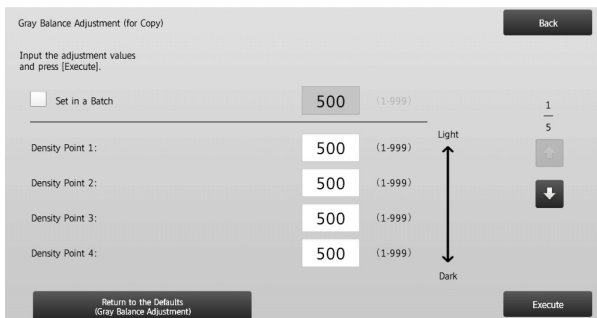 Gray Balance Adjustment (for Copy)
Back
Input the adjustment values
and press [Execute].
Set in a Batch 500 (1-999)
1
5
Light
Density Point 1: 500 (1-999)
Density Point 2: 500 (1-999)
Density Point 3: 500 (1-999)
Density Point 4: 500 (1-999)
Dark
Return to the Defaults
(Gray Balance Adjustment)
Execute